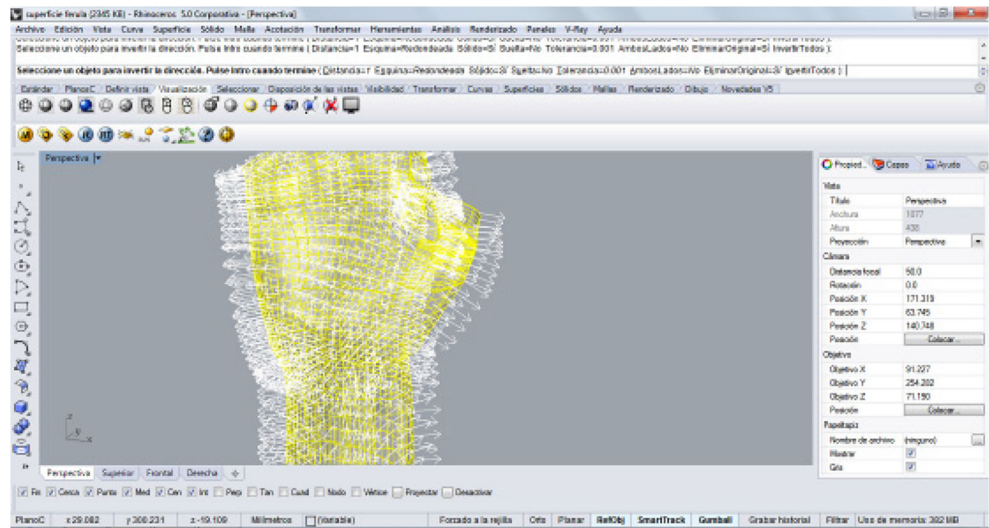 superficie ferula (2345 KB) - Rhinoceros 5.0 Corporativa - [Perspectiva]
Archivo Edición Vista Curva Superficie Sólido Malla Acotación Transformar Herramientas Análisis Renderizado Paneles V-Ray Ayuda
Seleccione un objeto para invertir la dirección. Pulse Intro cuando termine ( Distancia=1 Esquina=Redondeada Sólido=Sí Suelta=No Tolerancia=0.001 AmbosLados=No EliminarOriginal=Sí InvertirTodos ):
Seleccione un objeto para invertir la dirección. Pulse Intro cuando termine ( Distancia=1 Esquina=Redondeada Sólido=Sí Suelta=No Tolerancia=0.001 AmbosLados=No EliminarOriginal=Sí InvertirTodos ):
Estándar PlanosC Definir vista Visualización Seleccionar Disposición de las vistas Visibilidad Transformar Curvas Superficies Sólidos Mallas Renderizado Dibujo Novedades V5
Perspectiva
Propied... Capas Ayuda
Vista
Título Perspectiva
Anchura 1077
Altura 438
Proyección Perspectiva
Cámara
Distancia focal 50.0
Rotación 0.0
Posición X 171.319
Posición Y 63.745
Posición Z 140.748
Posición Colocar...
Objetivo
Objetivo X 91.227
Objetivo Y 254.202
Objetivo Z 71.190
Posición Colocar...
Papeltapiz
Nombre de archivo (ninguno)
Mostrar
Gris
z
y
x
Perspectiva Superior Frontal Derecha
Fin Cerca Punto Med Cen Int Perp Tan Cuad Nodo Vértice Proyectar Desactivar
PlanoC x 29.082 y 300.231 z -19.109 Milímetros (Variable) Forzado a la rejilla Orto Planar RefObj SmartTrack Gumball Grabar historial Filtrar Uso de memoria: 302 MB